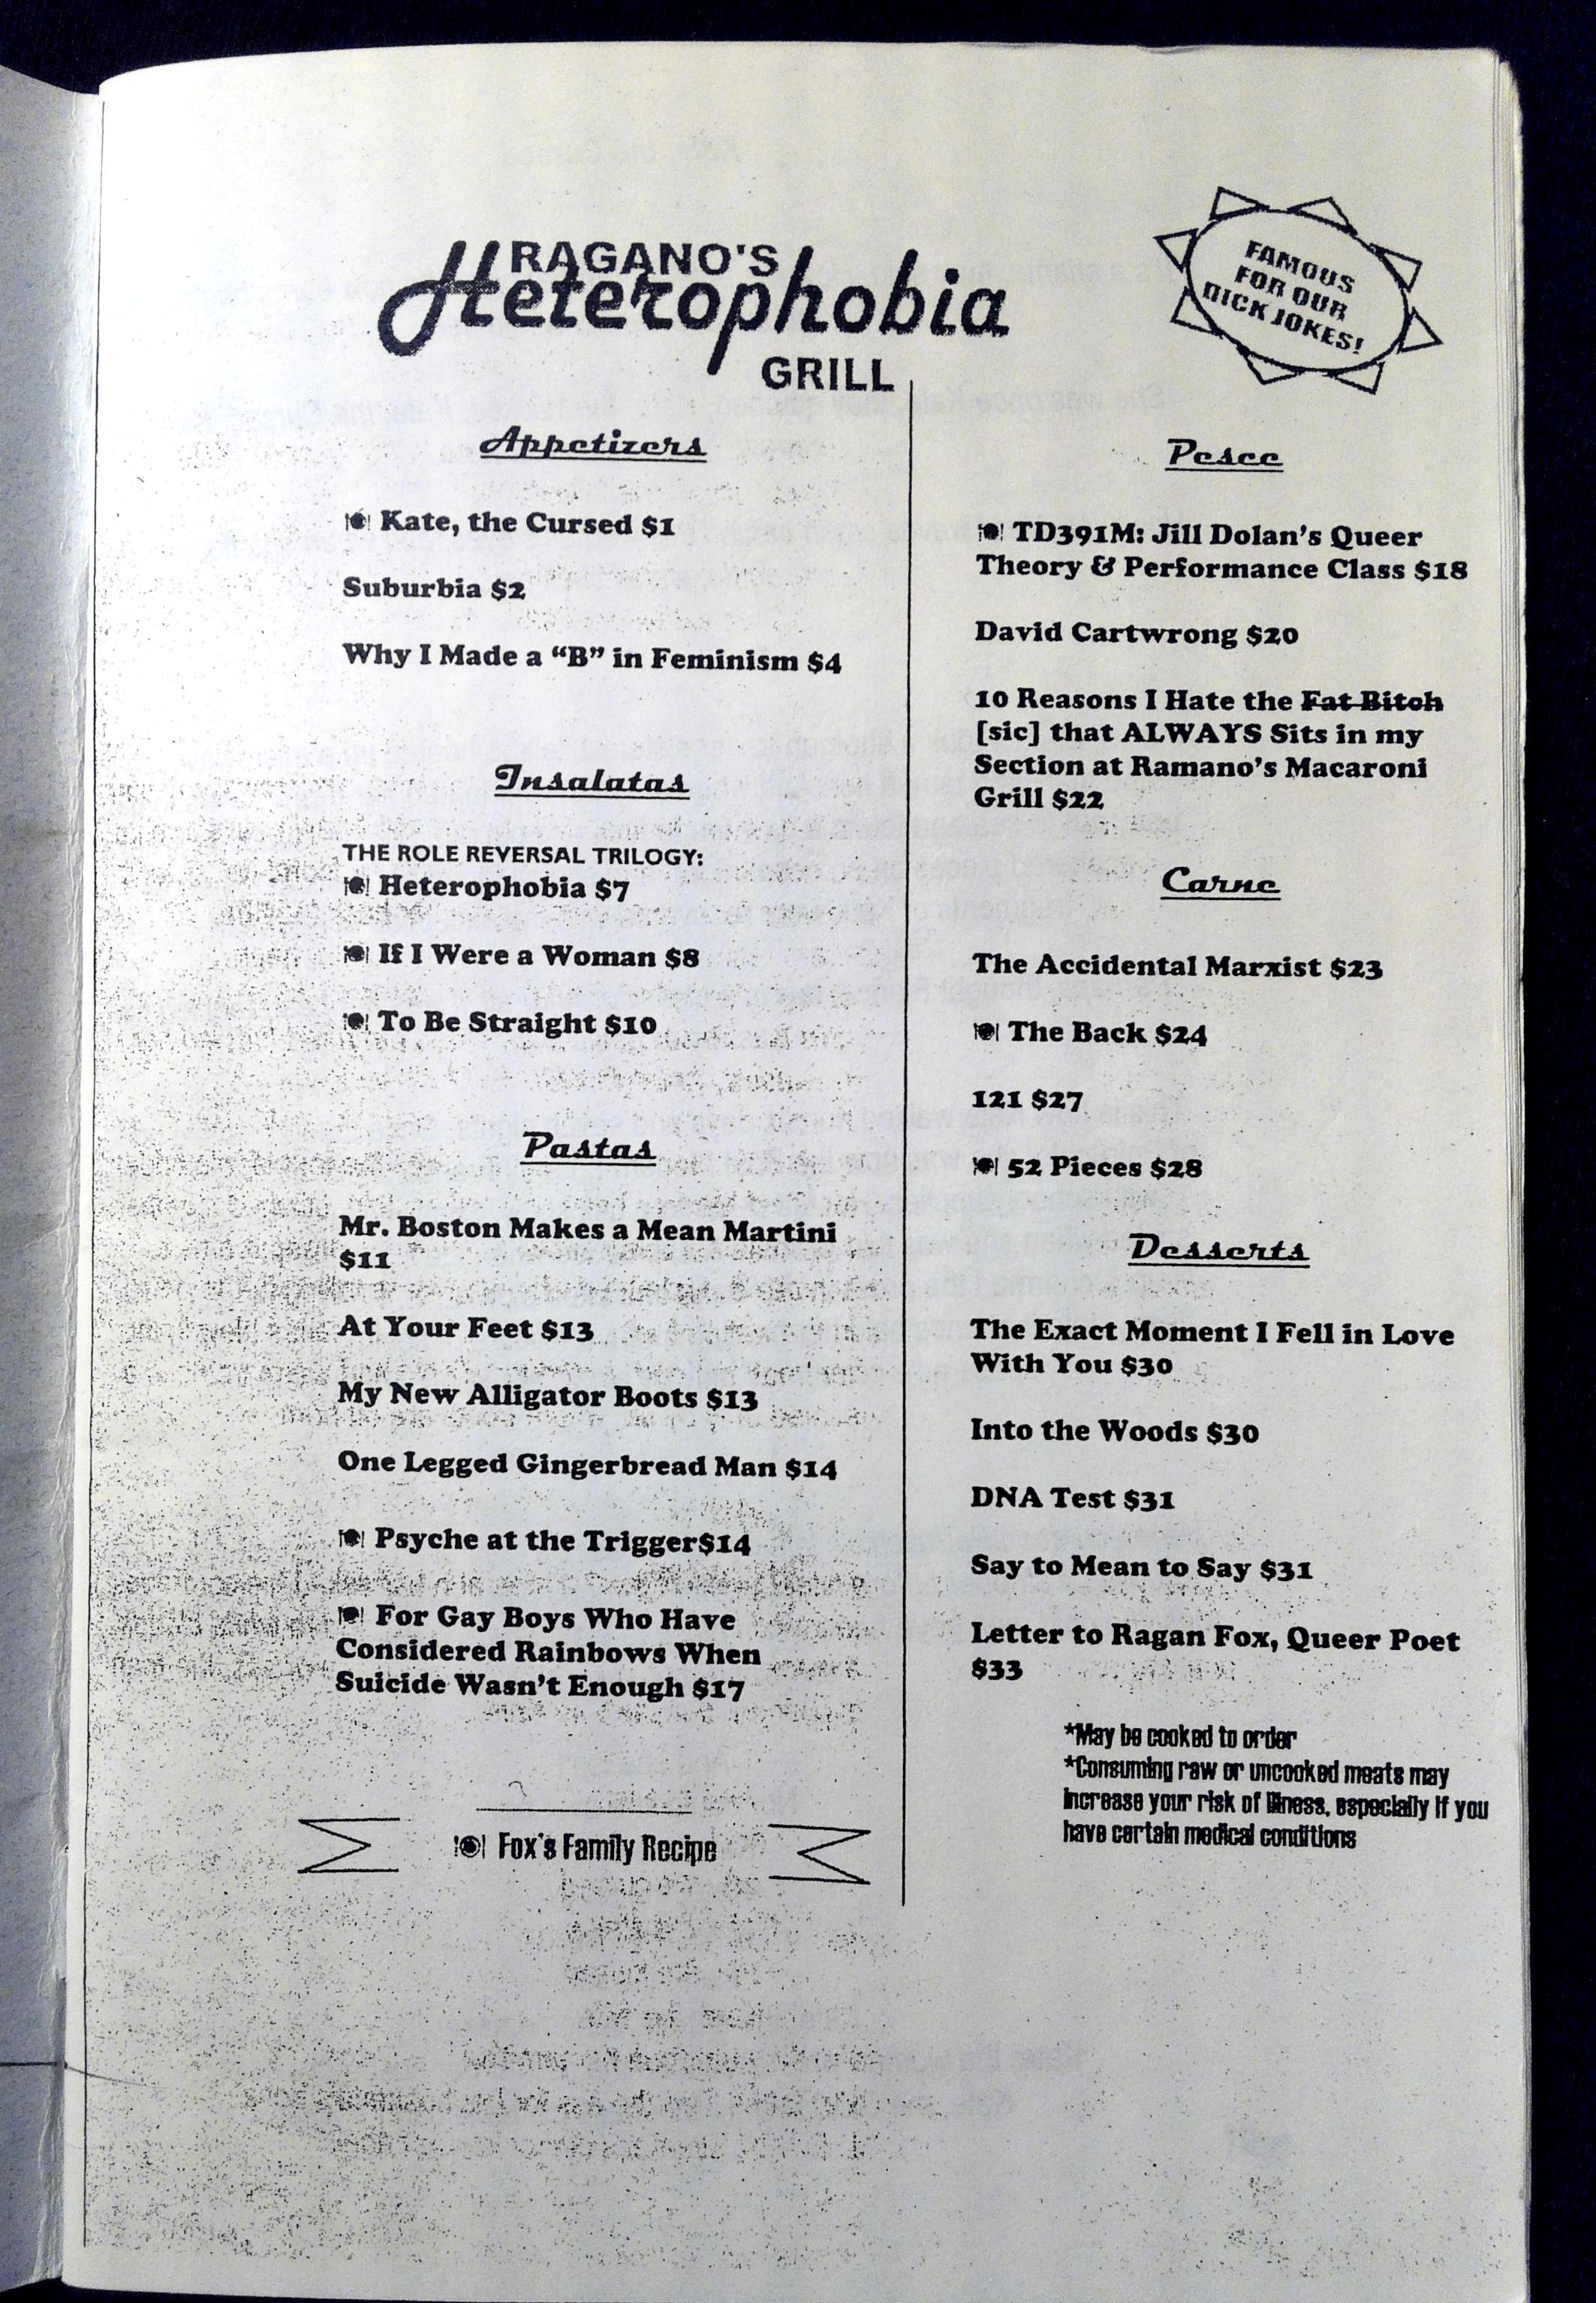 RAGANO'S
Heterophobia
GRILL
FAMOUS
FOR OUR
DICK JOKES!
Appetizers
Kate, the Cursed $1
Suburbia $2
Why I Made a “B” in Feminism $4
Insalatas
THE ROLE REVERSAL TRILOGY:
Heterophobia $7
If I Were a Woman $8
To Be Straight $10
Pastas
Mr. Boston Makes a Mean Martini
$11
At Your Feet $13
My New Alligator Boots $13
One Legged Gingerbread Man $14
Psyche at the Trigger$14
For Gay Boys Who Have
Considered Rainbows When
Suicide Wasn’t Enough $17
Fox's Family Recipe
Pesce
TD391M: Jill Dolan’s Queer
Theory & Performance Class $18
David Cartwrong $20
10 Reasons I Hate the Fat Bitch
[sic] that ALWAYS Sits in my
Section at Ramano’s Macaroni
Grill $22
Carne
The Accidental Marxist $23
The Back $24
121 $27
52 Pieces $28
Desserts
The Exact Moment I Fell in Love
With You $30
Into the Woods $30
DNA Test $31
Say to Mean to Say $31
Letter to Ragan Fox, Queer Poet
$33
*May be cooked to order
*Consuming raw or uncooked meats may
increase your risk of illness, especially if you
have certain medical conditions